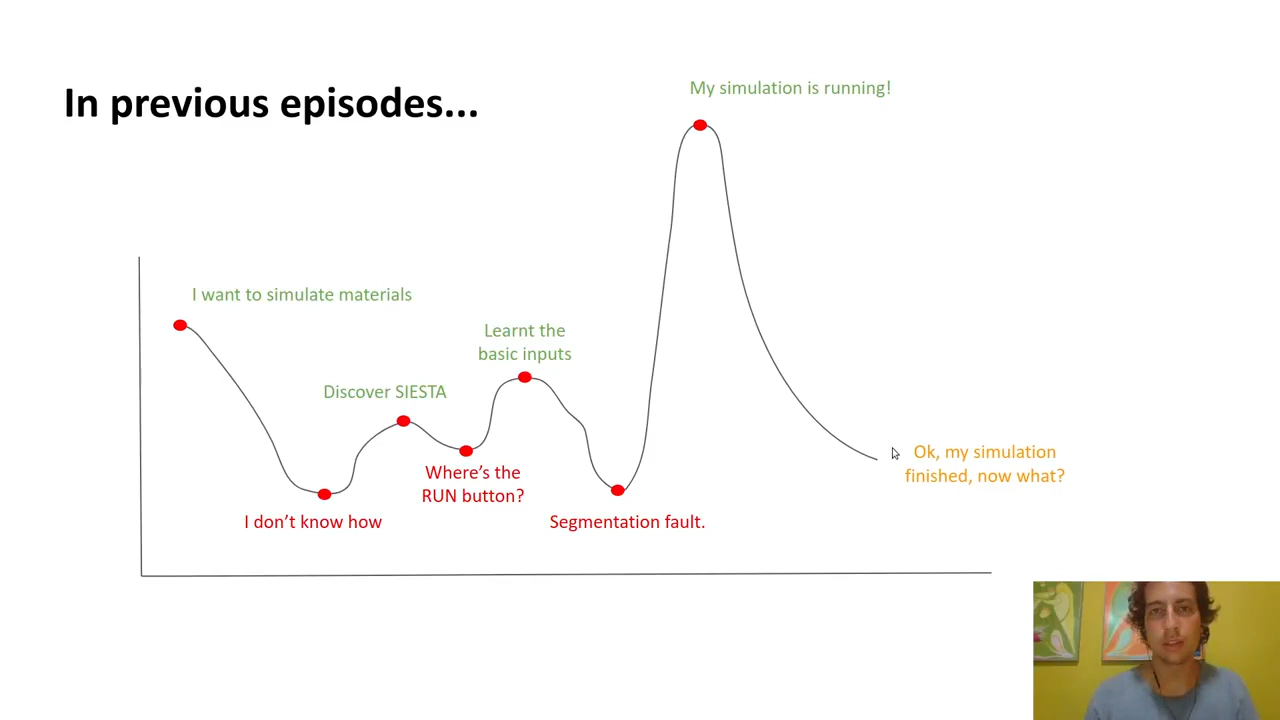 In previous episodes...
My simulation is running!
I want to simulate materials
Learnt the
basic inputs
Discover SIESTA
Where’s the
RUN button?
I don’t know how
Segmentation fault.
Ok, my simulation
finished, now what?